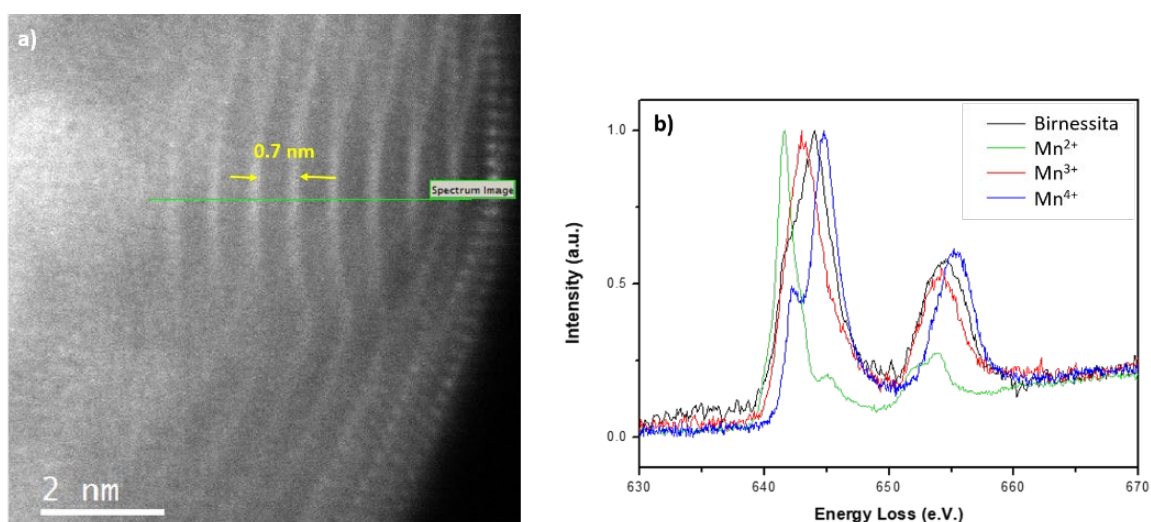 a)
0.7 nm
Spectrum Image
2 nm
b)
Birnessita
Mn²⁺
Mn³⁺
Mn⁴⁺
1.0
0.5
0.0
Intensity (a.u.)
630
640
650
660
670
Energy Loss (e.V.)